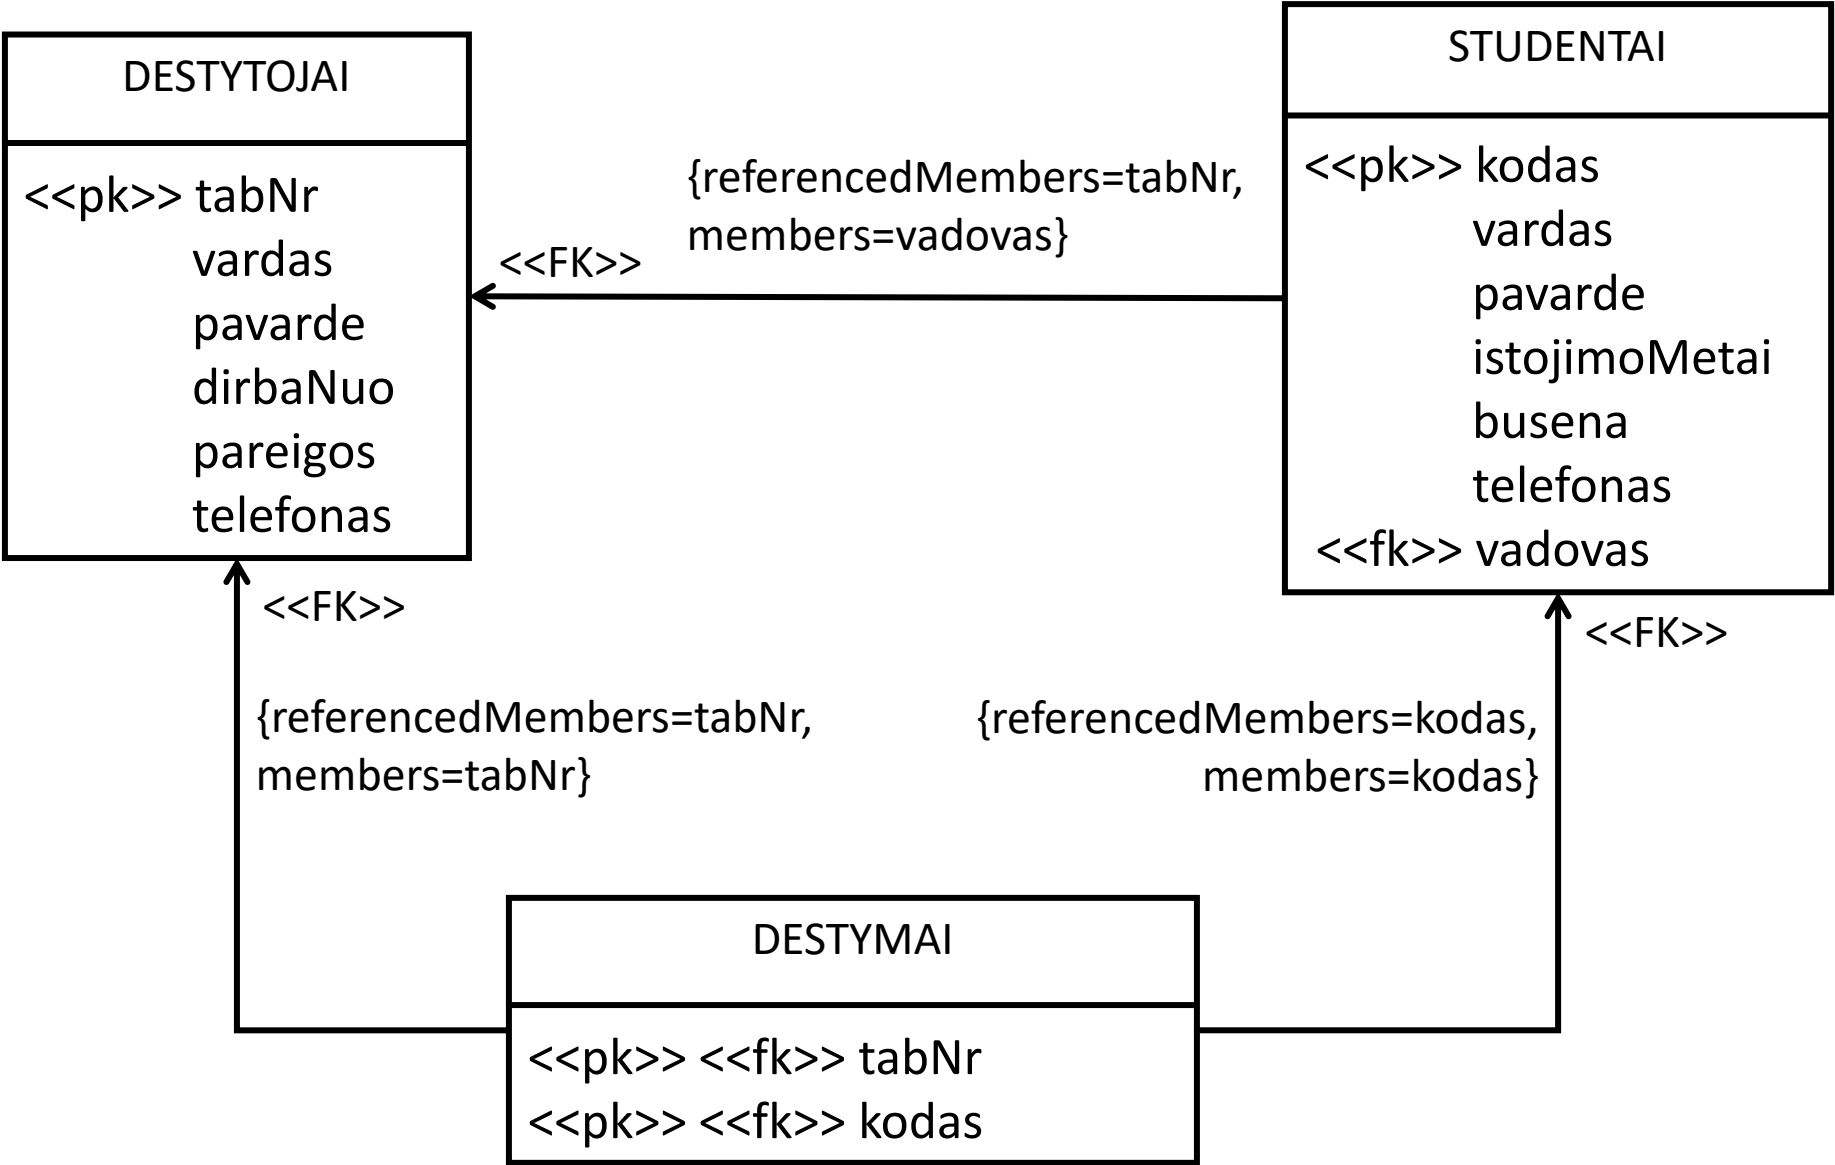 DESTYTOJAI
<<pk>> tabNr
vardas
pavarde
dirbaNuo
pareigos
telefonas
{referencedMembers=tabNr,
members=vadovas}
<<FK>>
STUDENTAI
<<pk>> kodas
vardas
pavarde
istojimoMetai
busena
telefonas
<<fk>> vadovas
<<FK>>
{referencedMembers=tabNr,
members=tabNr}
<<FK>>
{referencedMembers=kodas,
members=kodas}
DESTYMAI
<<pk>> <<fk>> tabNr
<<pk>> <<fk>> kodas